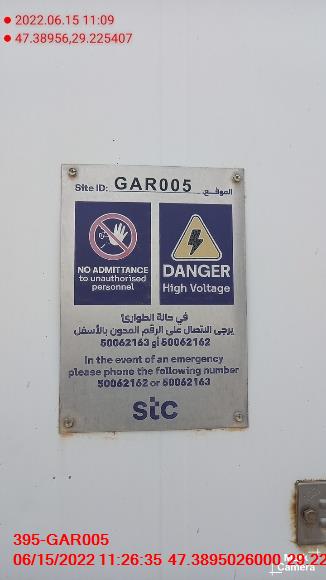 2022.06.15 11:09
47.38956,29.225407
Site ID: GAR005 الموقع:
NO ADMITTANCE
to unauthorised
personnel
DANGER
High Voltage
في حالة الطوارئ
يرجى الاتصال على الرقم المدون بالأسفل
50062162 أو 50062163
In the event of an emergency
please phone the following number
50062162 or 50062163
stc
Camera
395-GAR005
06/15/2022 11:26:35 47.3895026000,29.22